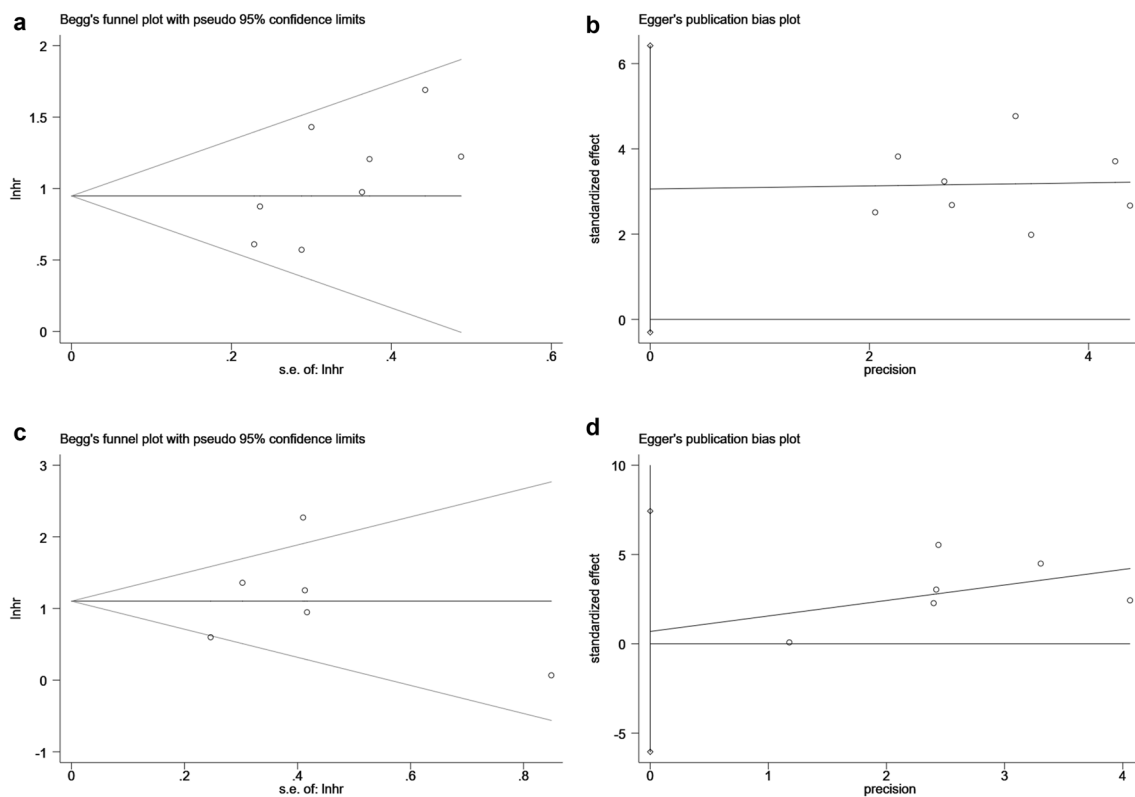 a
Begg's funnel plot with pseudo 95% confidence limits
2
1.5
1
.5
0
lnhr
0
.2
.4
.6
s.e. of: lnhr
b
Egger's publication bias plot
6
4
2
0
standardized effect
0
2
4
precision
c
Begg's funnel plot with pseudo 95% confidence limits
3
2
1
0
-1
lnhr
0
.2
.4
.6
.8
s.e. of: lnhr
d
Egger's publication bias plot
10
5
0
-5
standardized effect
0
1
2
3
4
precision